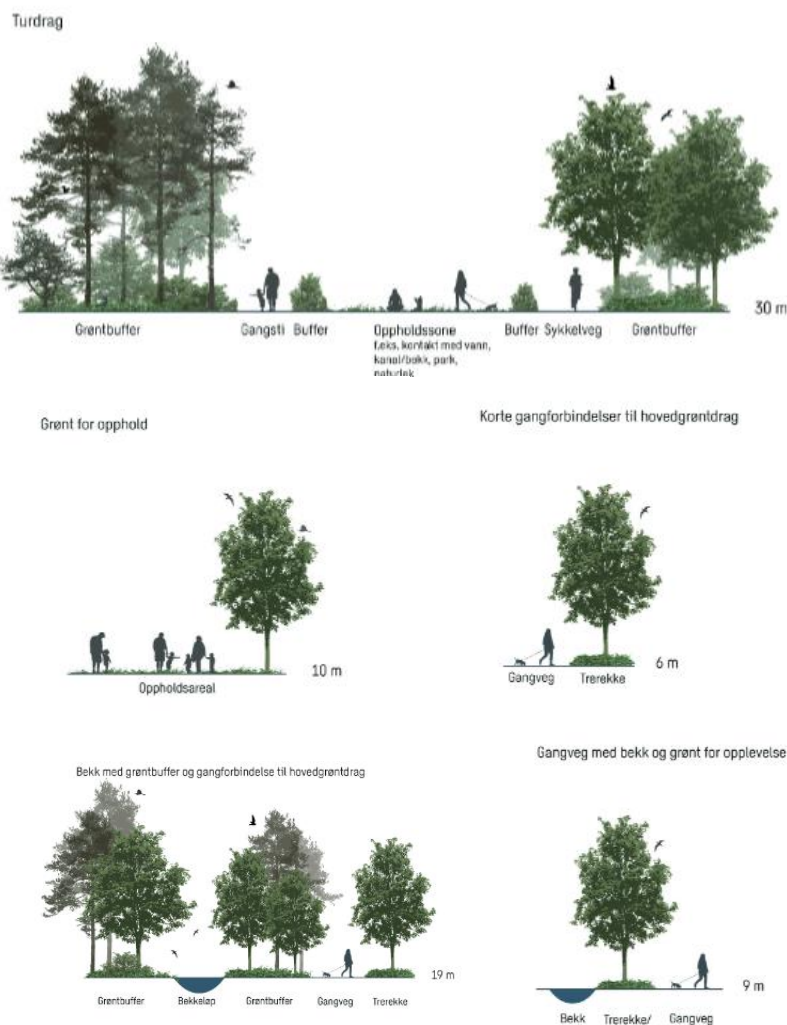 Turdrag
30 m
Grøntbuffer
Gangsti
Buffer
Oppholdssone
f.eks. kontakt med vann,
kanal/bekk, park,
naturlek
Buffer
Sykkelveg
Grøntbuffer
Grønt for opphold
Korte gangforbindelser til hovedgrøntdrag
10 m
Oppholdsareal
6 m
Gangveg
Trerekke
Bekk med grøntbuffer og gangforbindelse til hovedgrøntdrag
Gangveg med bekk og grønt for opplevelse
19 m
Grøntbuffer
Bekkeløp
Grøntbuffer
Gangveg
Trerekke
9 m
Bekk
Trerekke/
Gangveg